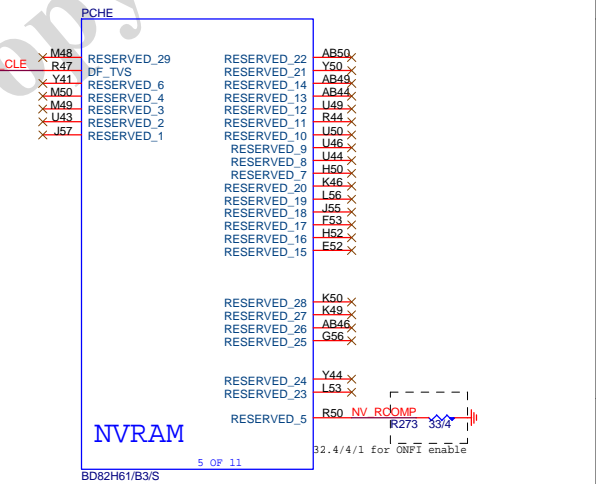 PCHE
CLE
M48 RESERVED_29
R47 DF_TVS
Y41 RESERVED_6
M50 RESERVED_4
M49 RESERVED_3
U43 RESERVED_2
J57 RESERVED_1
RESERVED_22 AB50
RESERVED_21 Y50
RESERVED_14 AB49
RESERVED_13 AB44
RESERVED_12 U49
RESERVED_11 R44
RESERVED_10 U50
RESERVED_9 U46
RESERVED_8 U44
RESERVED_7 H50
RESERVED_20 K46
RESERVED_19 L56
RESERVED_18 J55
RESERVED_17 F53
RESERVED_16 H52
RESERVED_15 E52
RESERVED_28 K50
RESERVED_27 K49
RESERVED_26 AB46
RESERVED_25 G56
RESERVED_24 Y44
RESERVED_23 L53
RESERVED_5 R50 NV_RCOMP
R273 33/4
32.4/4/1 for ONFI enable
NVRAM
5 OF 11
BD82H61/B3/S
opy